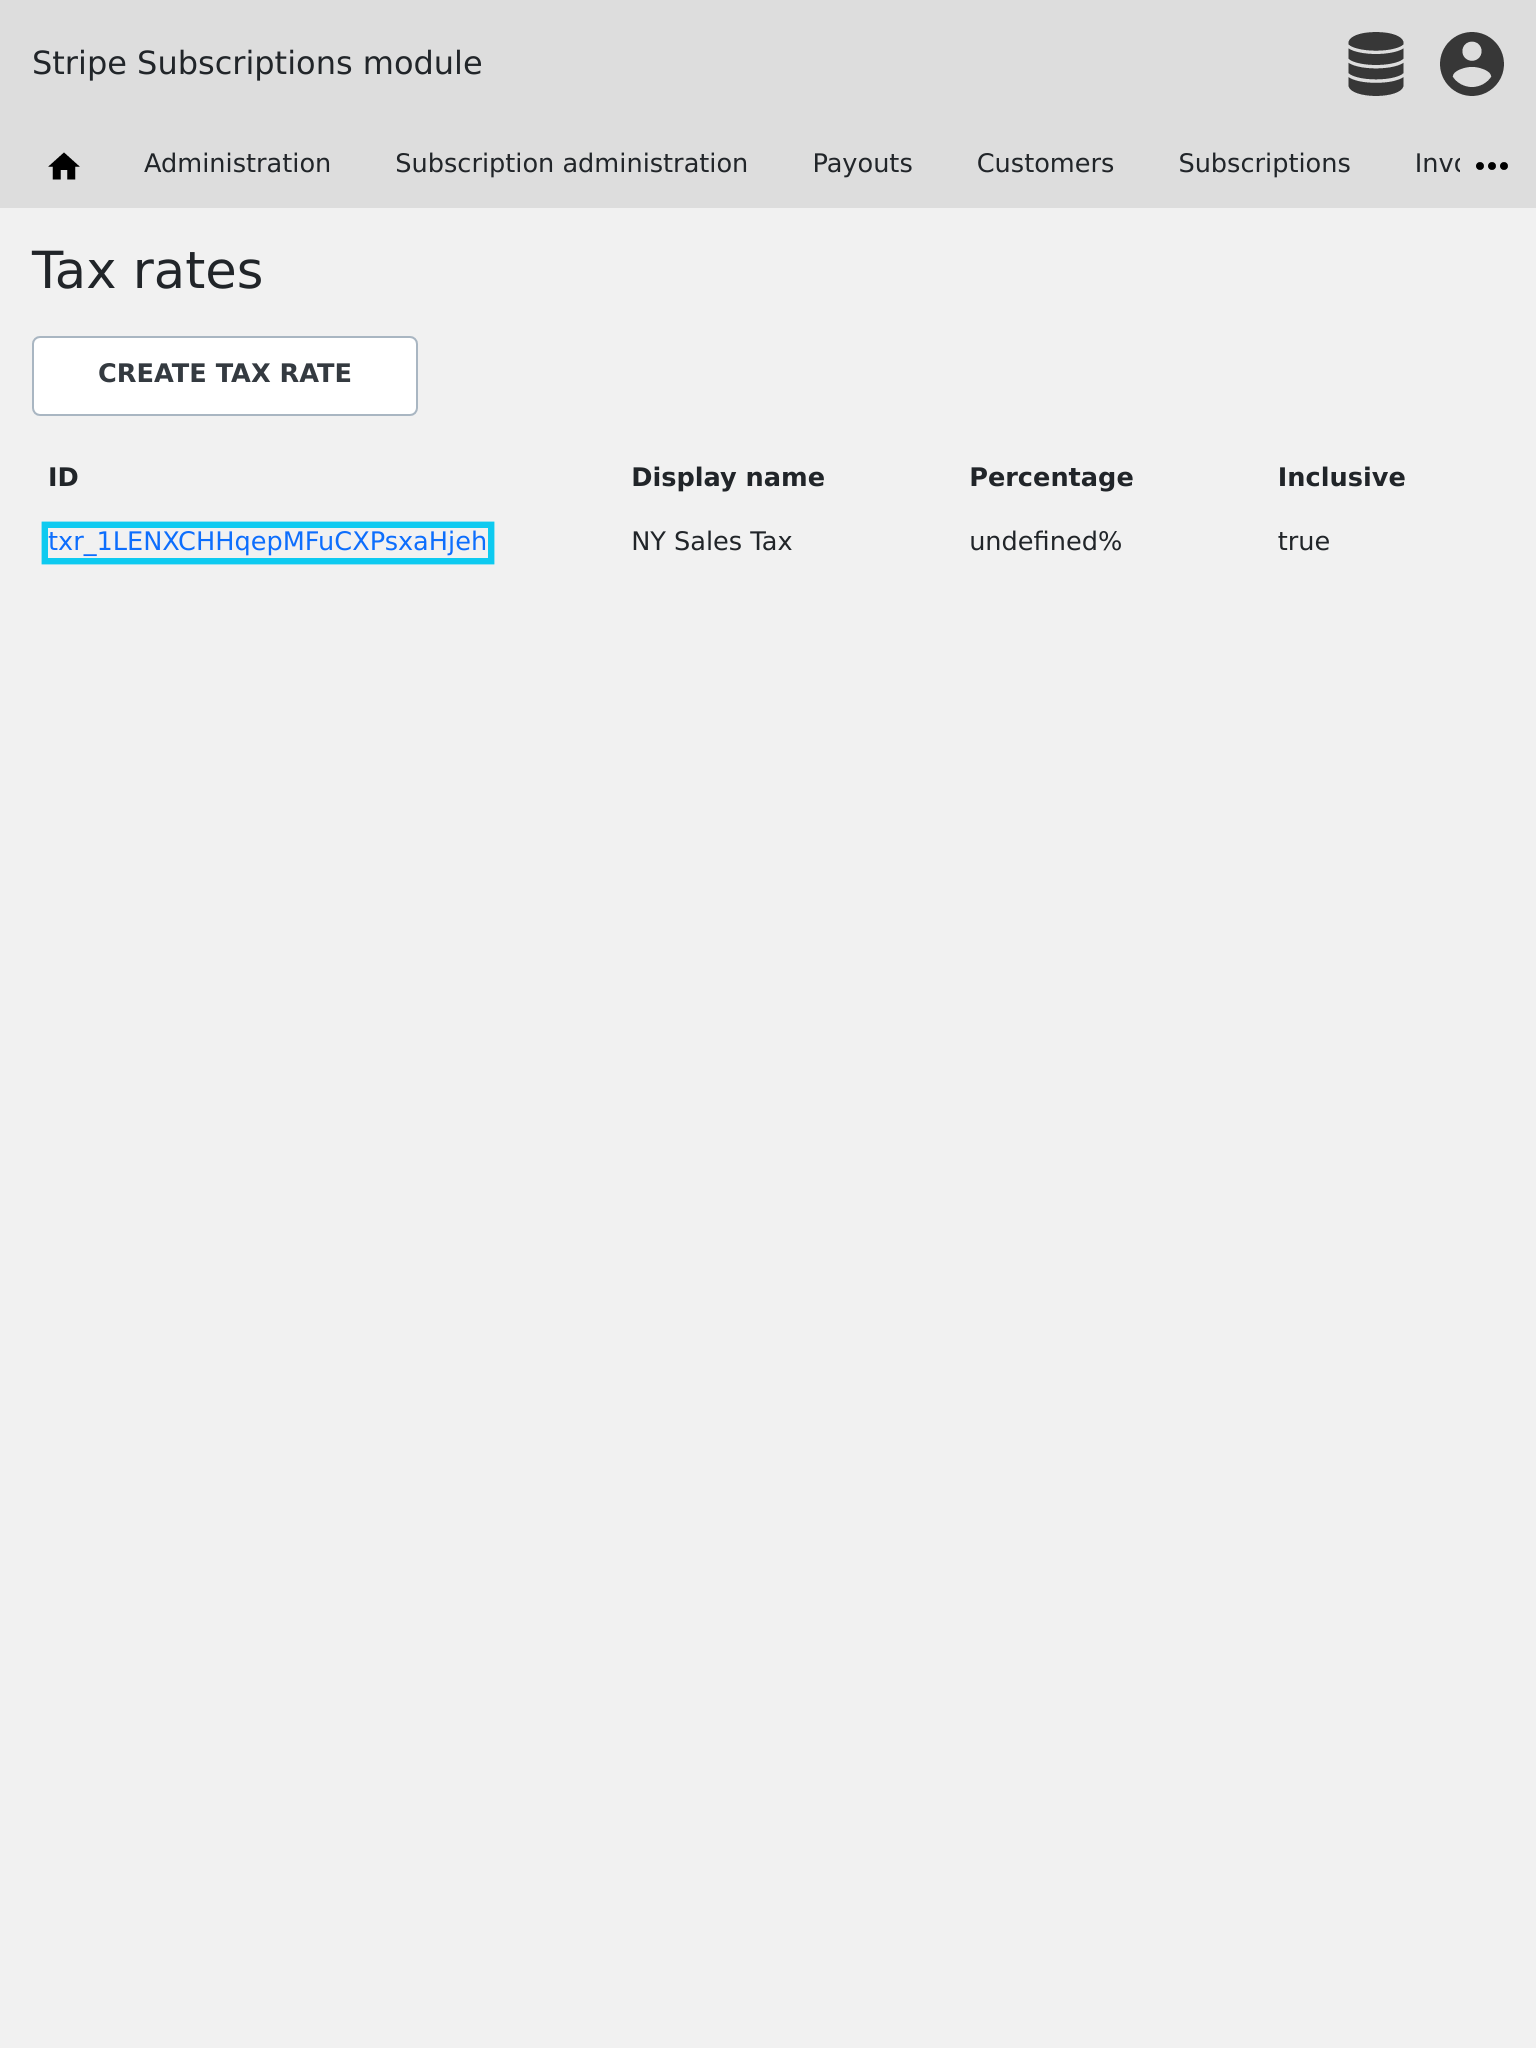 Stripe Subscriptions module
Administration Subscription administration Payouts Customers Subscriptions
Tax rates
CREATE TAX RATE
ID Display name Percentage Inclusive
txr_1LENXCHHqepMFuCXPsxaHjeh NY Sales Tax undefined% true